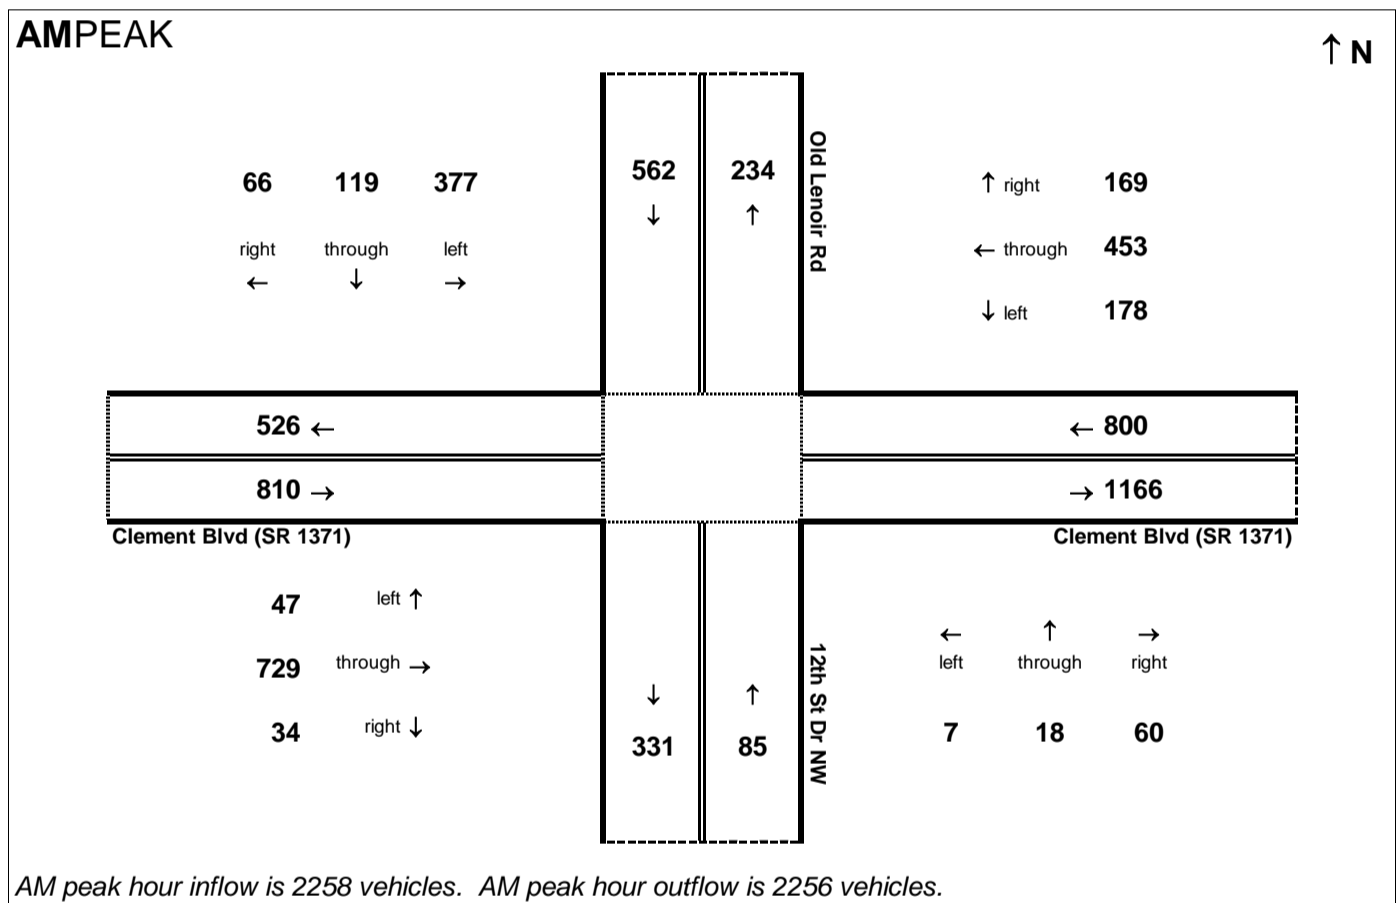 AMPEAK
↑ N
66 119 377
right through left
← ↓ →
562 234
↓ ↑
Old Lenoir Rd
↑ right 169
← through 453
↓ left 178
526 ←
810 →
← 800
→ 1166
Clement Blvd (SR 1371)
Clement Blvd (SR 1371)
47 left ↑
729 through →
34 right ↓
↓ ↑
331 85
12th St Dr NW
← ↑ →
left through right
7 18 60
AM peak hour inflow is 2258 vehicles. AM peak hour outflow is 2256 vehicles.